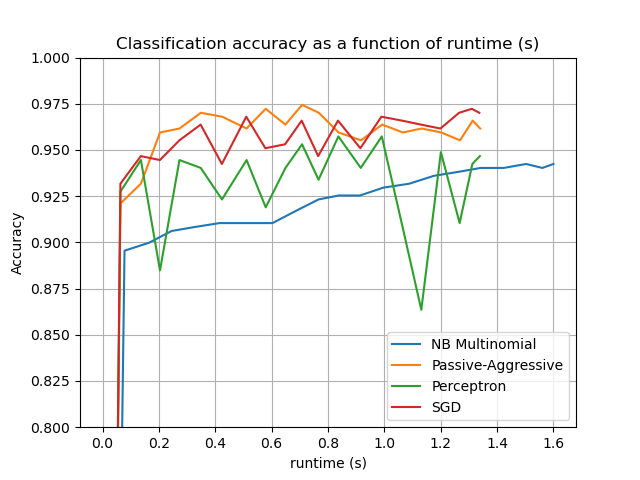 Classification accuracy as a function of runtime (s)
1.000
0.975
0.950
0.925
0.900
0.875
0.850
0.825
0.800
Accuracy
NB Multinomial
Passive-Aggressive
Perceptron
SGD
0.0 0.2 0.4 0.6 0.8 1.0 1.2 1.4 1.6
runtime (s)